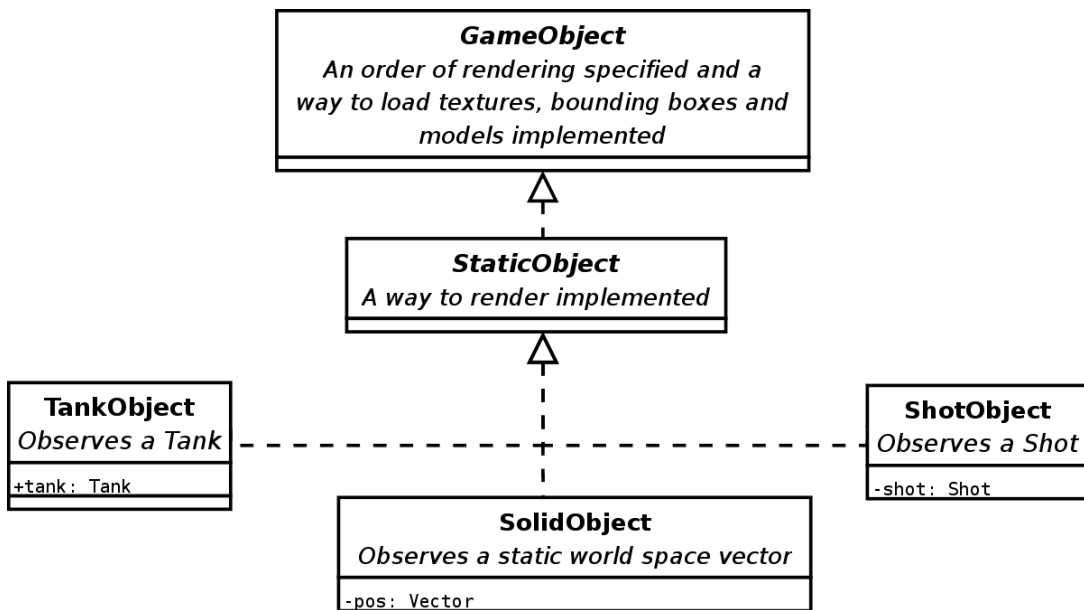 GameObject
An order of rendering specified and a
way to load textures, bounding boxes and
models implemented
StaticObject
A way to render implemented
TankObject
Observes a Tank
+tank: Tank
ShotObject
Observes a Shot
-shot: Shot
SolidObject
Observes a static world space vector
-pos: Vector